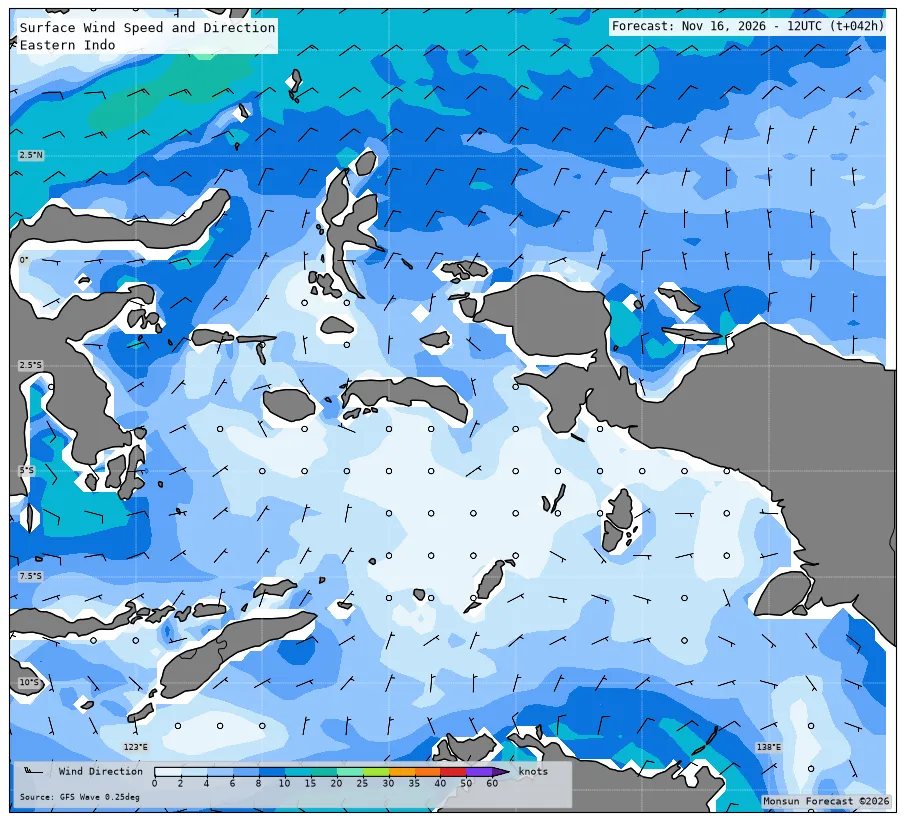 Surface Wind Speed and Direction
Eastern Indo
Forecast: Nov 16, 2026 - 12UTC (t+042h)
2.5°N
0°
2.5°S
5°S
7.5°S
10°S
123°E
138°E
Wind Direction
knots
0 2 4 6 8 10 15 20 25 30 35 40 50 60
Source: GFS Wave 0.25deg
Monsun Forecast ©2026